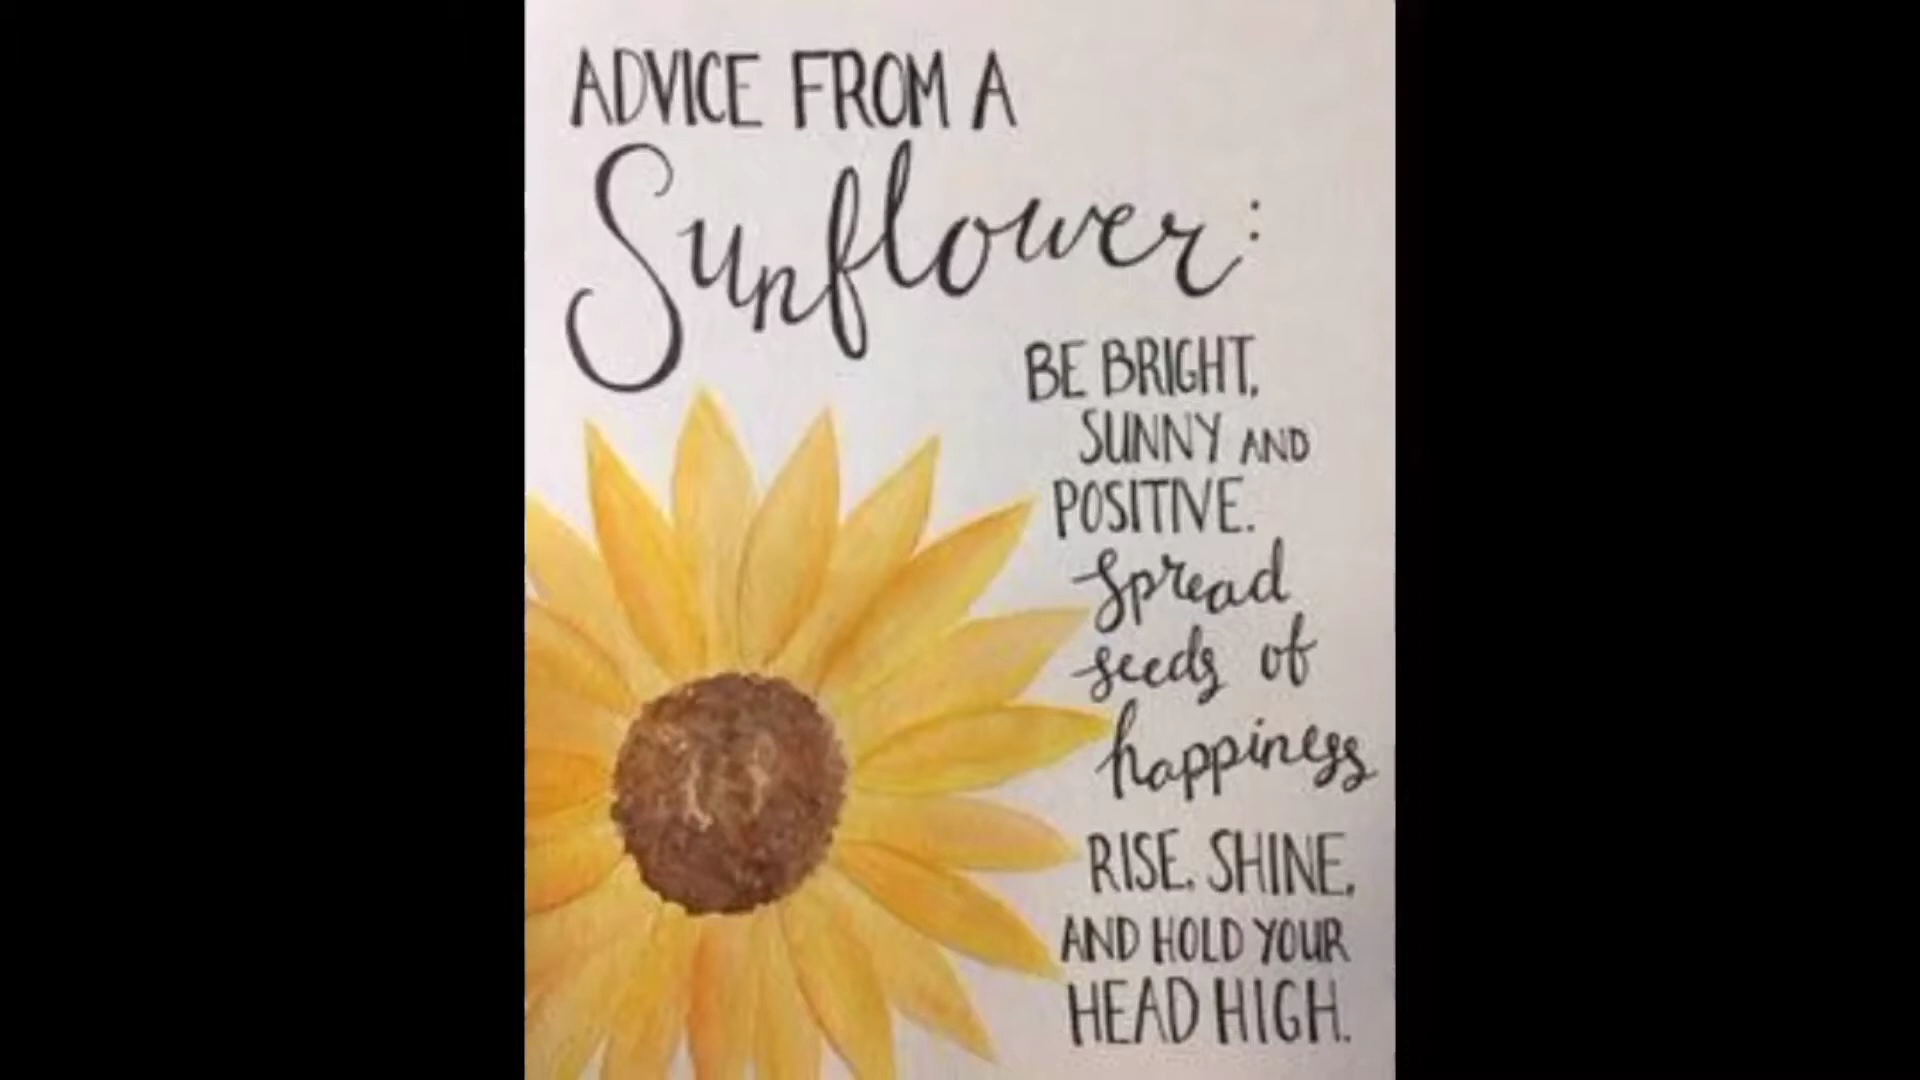 ADVICE FROM A
Sunflower:
BE BRIGHT,
SUNNY AND
POSITIVE.
Spread
seeds of
happiness
RISE, SHINE,
AND HOLD YOUR
HEAD HIGH.